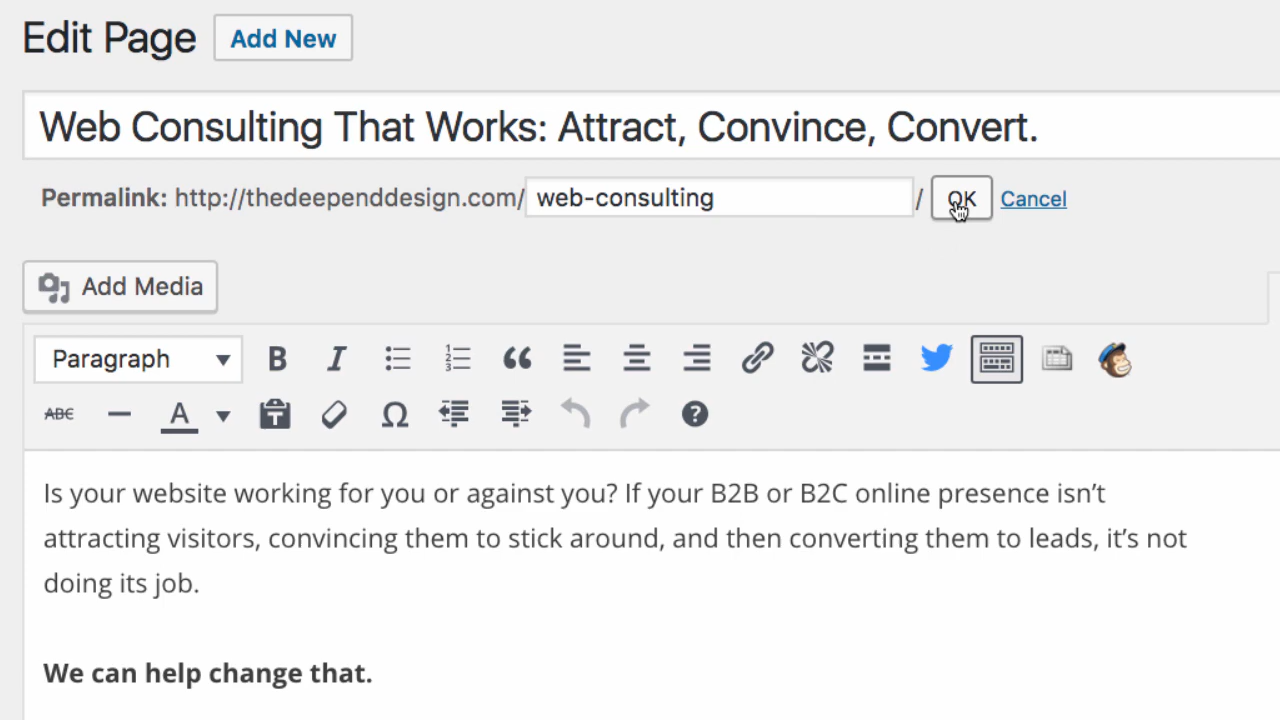 Edit Page Add New
Web Consulting That Works: Attract, Convince, Convert.
Permalink: http://thedeependdesign.com/ web-consulting / OK Cancel
Add Media
Paragraph B I 1 2 3 “
ABC A T Ω ?
Is your website working for you or against you? If your B2B or B2C online presence isn’t
attracting visitors, convincing them to stick around, and then converting them to leads, it’s not
doing its job.
We can help change that.